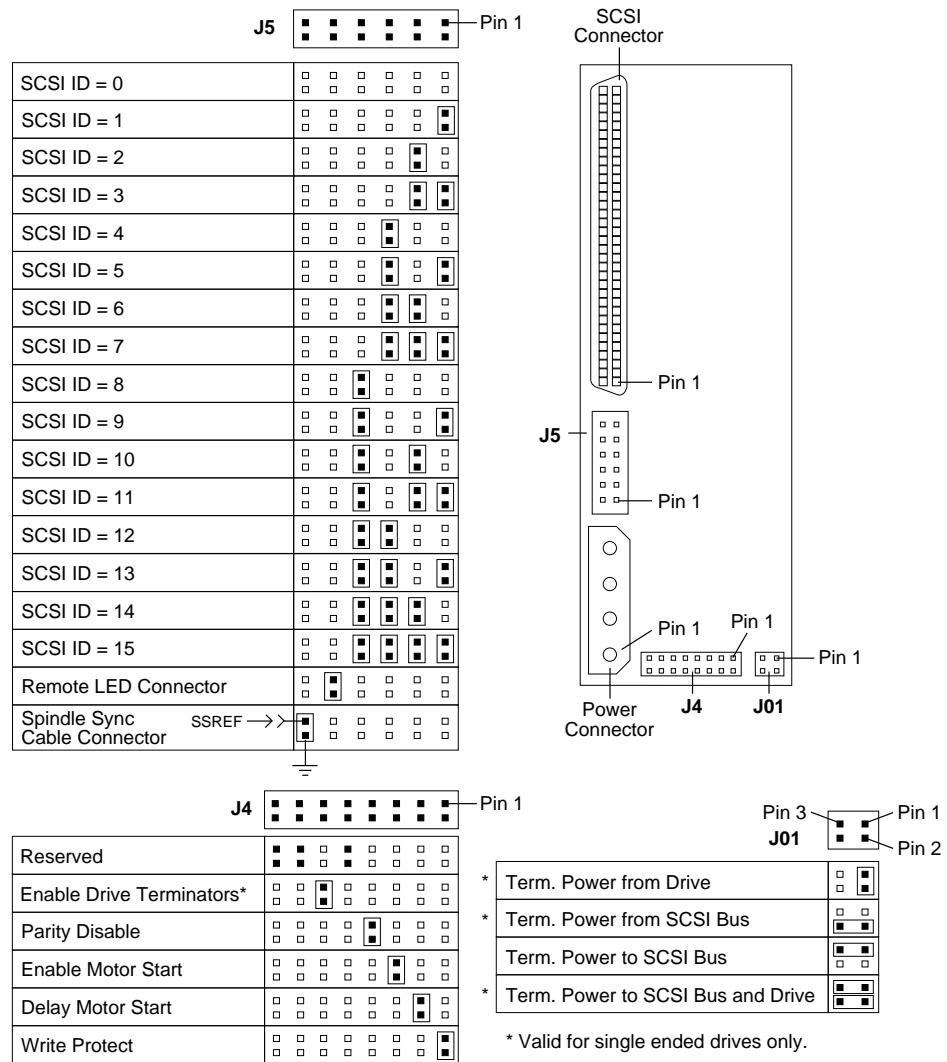 J5
Pin 1
SCSI ID = 0
SCSI ID = 1
SCSI ID = 2
SCSI ID = 3
SCSI ID = 4
SCSI ID = 5
SCSI ID = 6
SCSI ID = 7
SCSI ID = 8
SCSI ID = 9
SCSI ID = 10
SCSI ID = 11
SCSI ID = 12
SCSI ID = 13
SCSI ID = 14
SCSI ID = 15
Remote LED Connector
Spindle Sync
Cable Connector
SSREF
SCSI
Connector
Pin 1
J5
Pin 1
Pin 1
Pin 1
Pin 1
Power
Connector
J4
J01
J4
Pin 1
Reserved
Enable Drive Terminators*
Parity Disable
Enable Motor Start
Delay Motor Start
Write Protect
Pin 3
Pin 1
J01
Pin 2
* Term. Power from Drive
* Term. Power from SCSI Bus
Term. Power to SCSI Bus
* Term. Power to SCSI Bus and Drive
* Valid for single ended drives only.